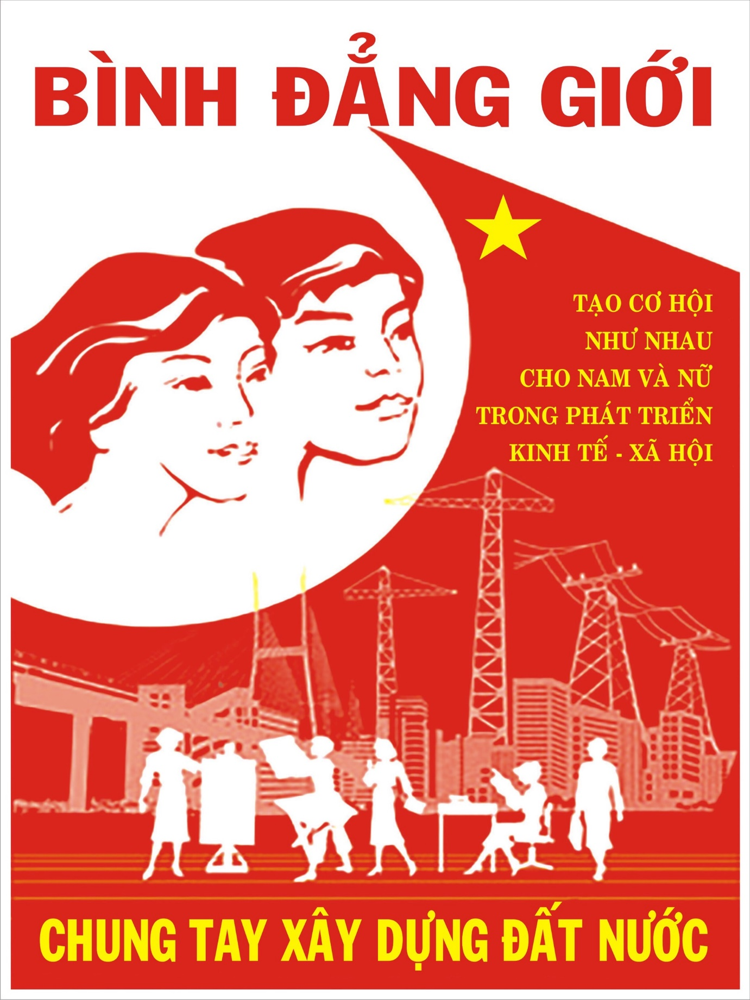 BÌNH ĐẲNG GIỚI
TẠO CƠ HỘI
NHƯ NHAU
CHO NAM VÀ NỮ
TRONG PHÁT TRIỂN
KINH TẾ - XÃ HỘI
CHUNG TAY XÂY DỰNG ĐẤT NƯỚC